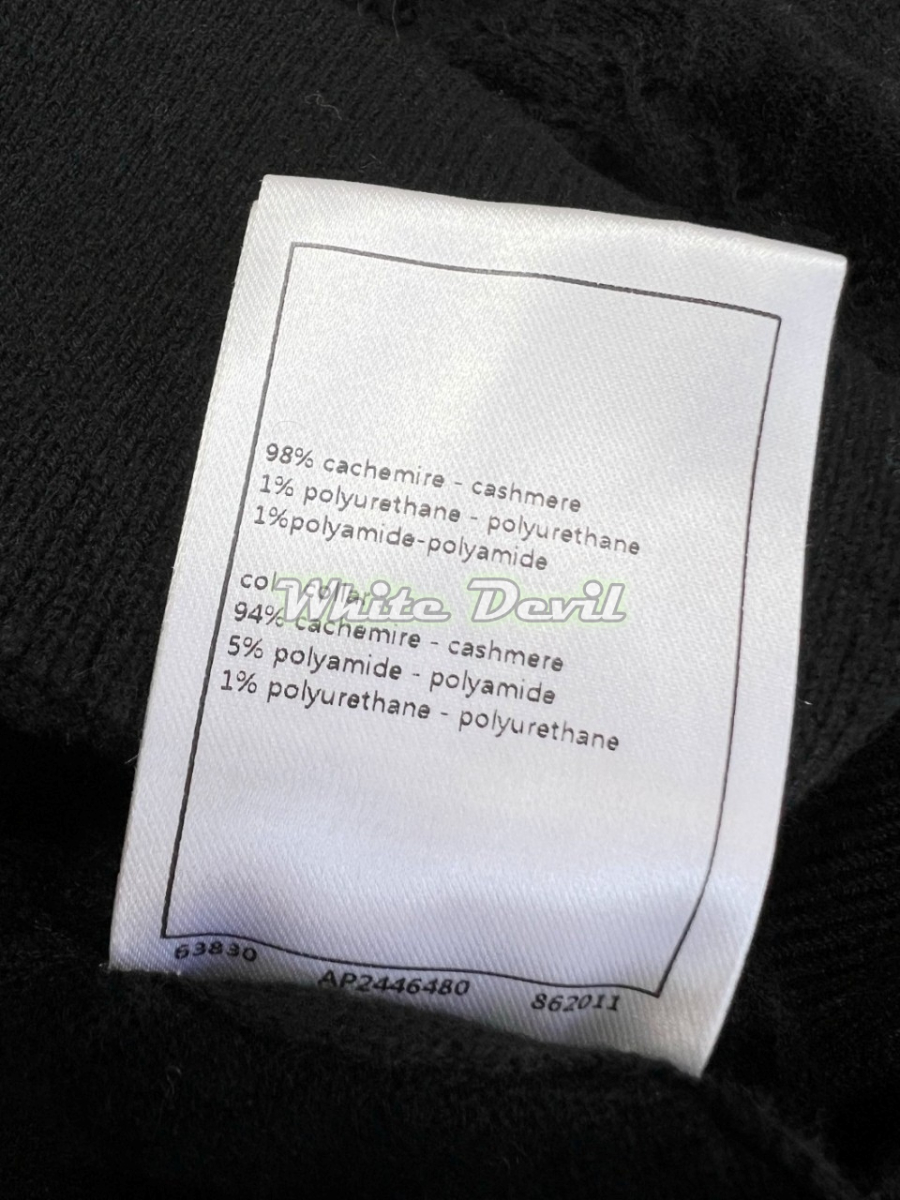 98% cachemire - cashmere
1% polyurethane - polyurethane
1%polyamide-polyamide
col - collar
White Devil
94% cachemire - cashmere
5% polyamide - polyamide
1% polyurethane - polyurethane
63830 AP2446480 862011